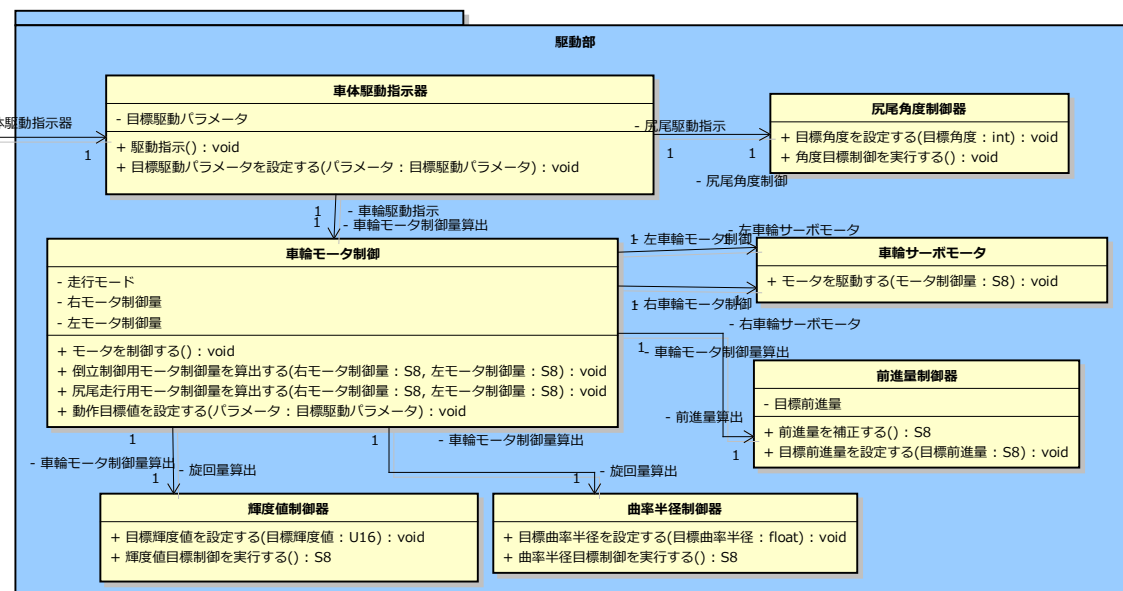 駆動部
車体駆動指示器
- 目標駆動パラメータ
+ 駆動指示() : void
+ 目標駆動パラメータを設定する(パラメータ : 目標駆動パラメータ) : void
体駆動指示器
1
- 尻尾駆動指示
1
1
- 尻尾角度制御
尻尾角度制御器
+ 目標角度を設定する(目標角度 : int) : void
+ 角度目標制御を実行する() : void
1
- 車輪駆動指示
1
- 車輪モータ制御量算出
車輪モータ制御
- 走行モード
- 右モータ制御量
- 左モータ制御量
+ モータを制御する() : void
+ 倒立制御用モータ制御量を算出する(右モータ制御量 : S8, 左モータ制御量 : S8) : void
+ 尻尾走行用モータ制御量を算出する(右モータ制御量 : S8, 左モータ制御量 : S8) : void
+ 動作目標値を設定する(パラメータ : 目標駆動パラメータ) : void
- 左車輪サーボモータ
1
- 左車輪モータ制御
1
車輪サーボモータ
+ モータを駆動する(モータ制御量 : S8) : void
1
- 右車輪モータ制御
1
- 右車輪サーボモータ
1
- 車輪モータ制御量算出
前進量制御器
- 目標前進量
+ 前進量を補正する() : S8
+ 目標前進量を設定する(目標前進量 : S8) : void
- 前進量算出
1
1
- 車輪モータ制御量算出
1
- 旋回量算出
1
- 車輪モータ制御量算出
1
- 旋回量算出
1
輝度値制御器
+ 目標輝度値を設定する(目標輝度値 : U16) : void
+ 輝度値目標制御を実行する() : S8
曲率半径制御器
+ 目標曲率半径を設定する(目標曲率半径 : float) : void
+ 曲率半径目標制御を実行する() : S8